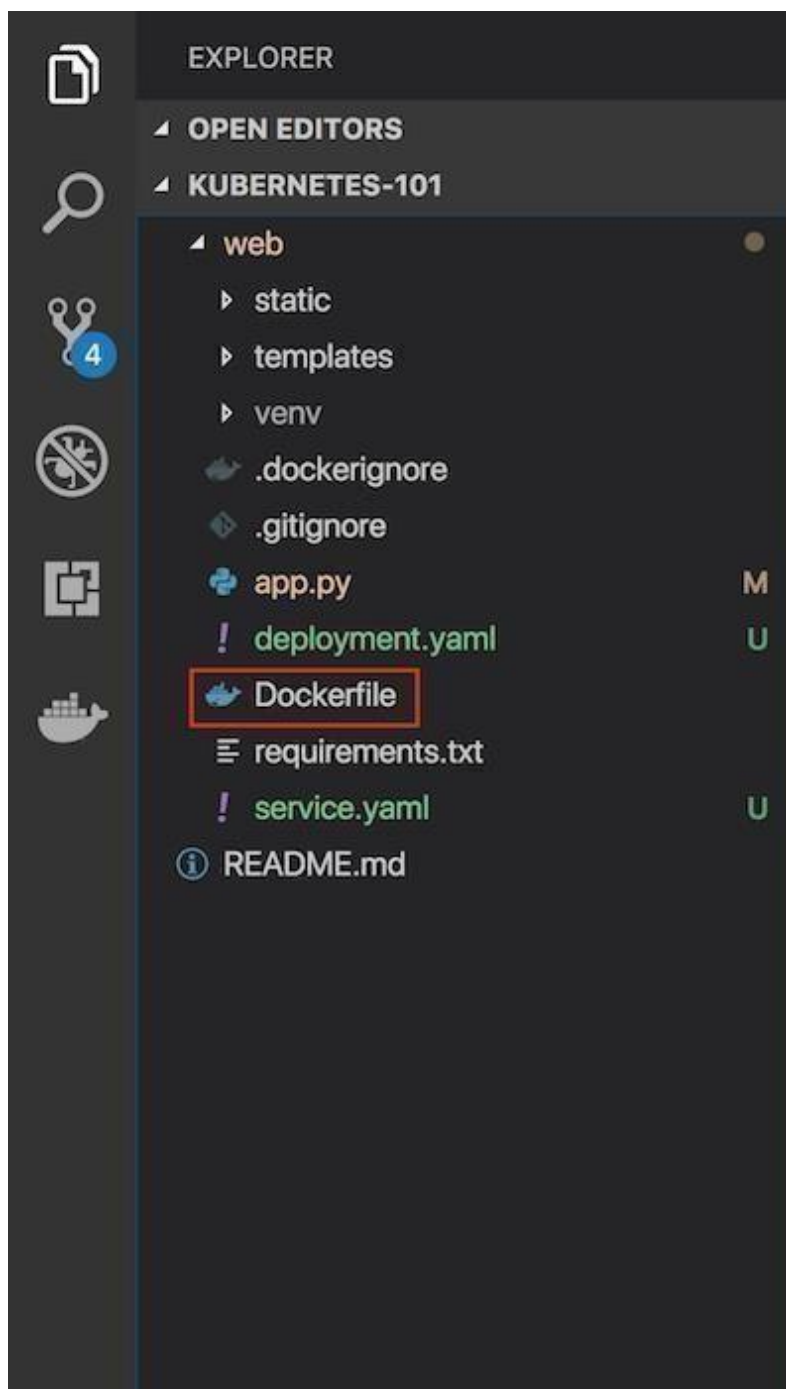 EXPLORER
OPEN EDITORS
KUBERNETES-101
web
static
templates
4
venv
.dockerignore
.gitignore
app.py M
deployment.yaml U
Dockerfile
requirements.txt
service.yaml U
README.md